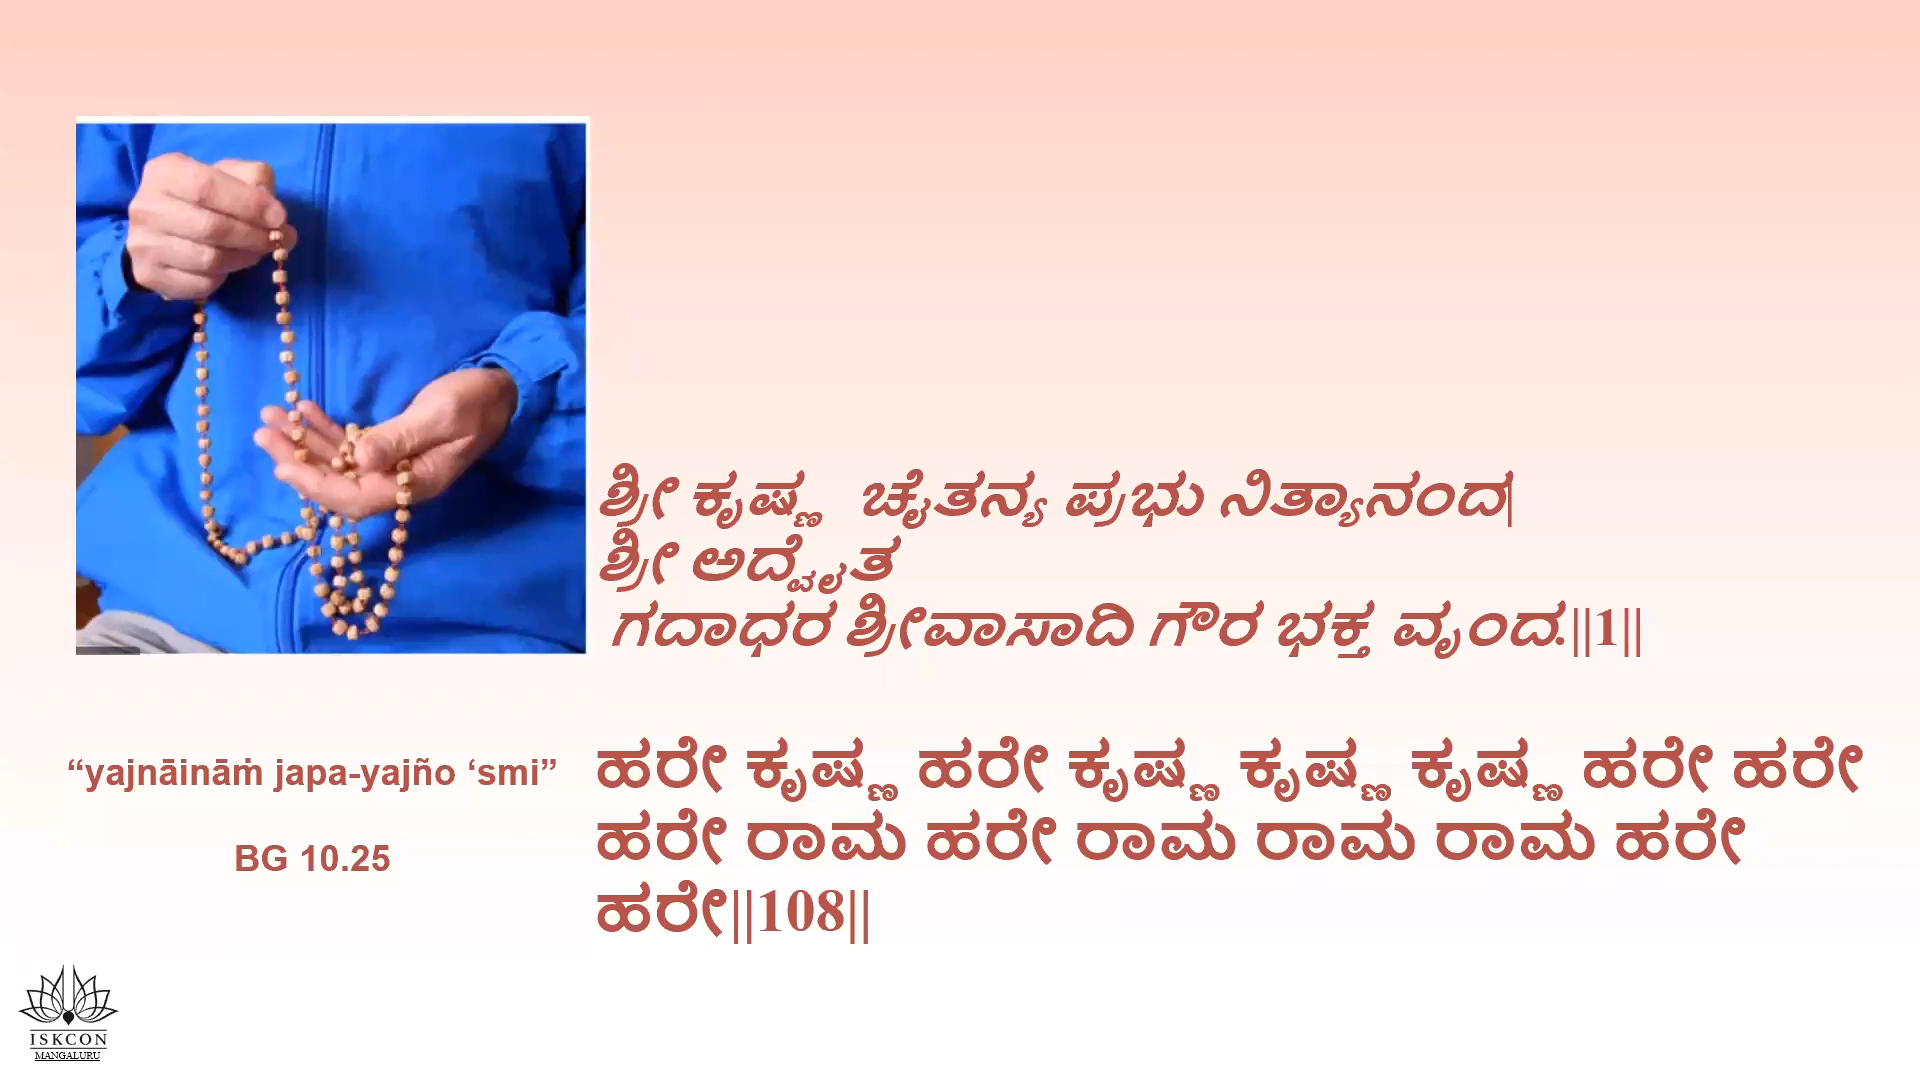 ಶ್ರೀ ಕೃಷ್ಣ ಚೈತನ್ಯ ಪ್ರಭು ನಿತ್ಯಾನಂದ|
ಶ್ರೀ ಅದ್ವೈತ
ಗದಾಧರ ಶ್ರೀವಾಸಾದಿ ಗೌರ ಭಕ್ತ ವೃಂದ.||1||
“yajnāināṁ japa-yajño ‘smi”
BG 10.25
ಹರೇ ಕೃಷ್ಣ ಹರೇ ಕೃಷ್ಣ ಕೃಷ್ಣ ಕೃಷ್ಣ ಹರೇ ಹರೇ
ಹರೇ ರಾಮ ಹರೇ ರಾಮ ರಾಮ ರಾಮ ಹರೇ
ಹರೇ||108||
ISKCON
MANGALURU